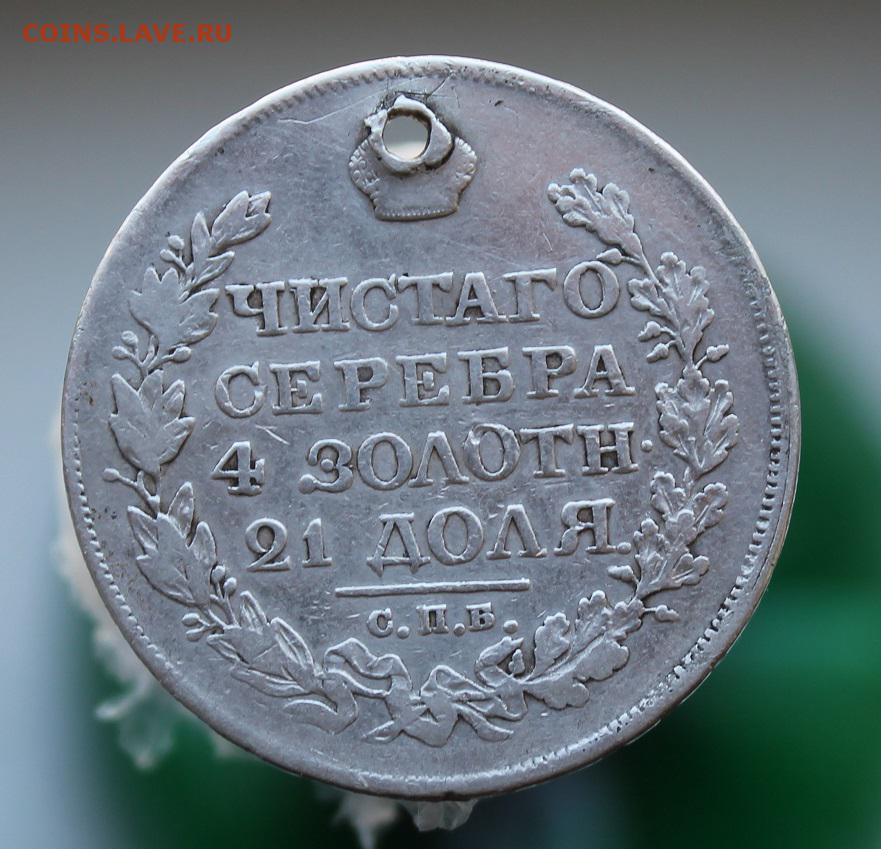 COINS.LAVE.RU
ЧИСТАГО
СЕРЕБРА
4 ЗОЛОТН.
21 ДОЛЯ.
С.П.Б.